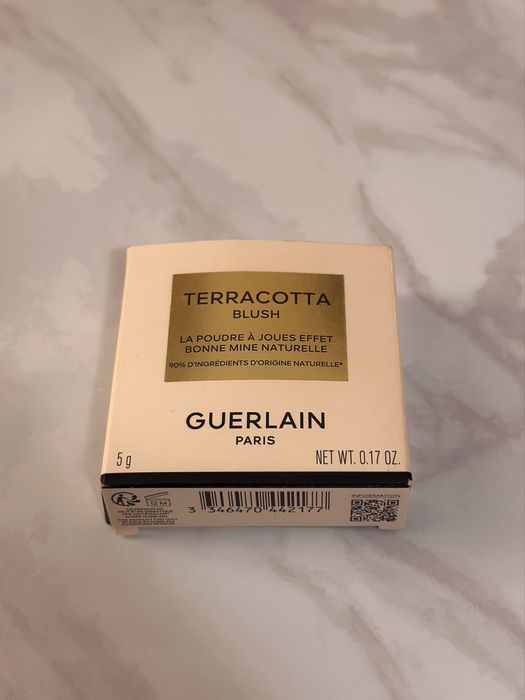 TERRACOTTA
BLUSH
LA POUDRE À JOUES EFFET
BONNE MINE NATURELLE
90% D'INGRÉDIENTS D'ORIGINE NATURELLE*
GUERLAIN
PARIS
5 g
NET WT. 0.17 OZ.
12 M
INFORMATION
3 346470 442177